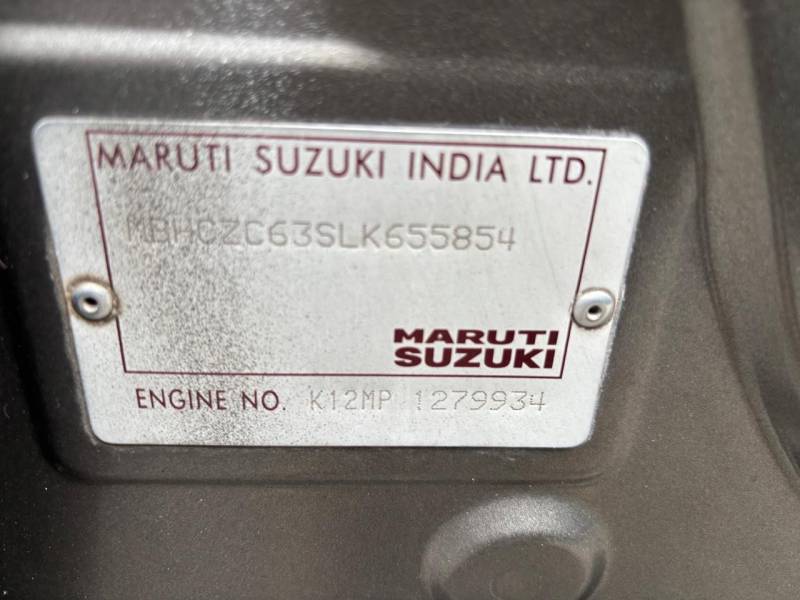 MARUTI SUZUKI INDIA LTD.
MBHCZC63SLK655854
MARUTI
SUZUKI
ENGINE NO. K12MP 1279934